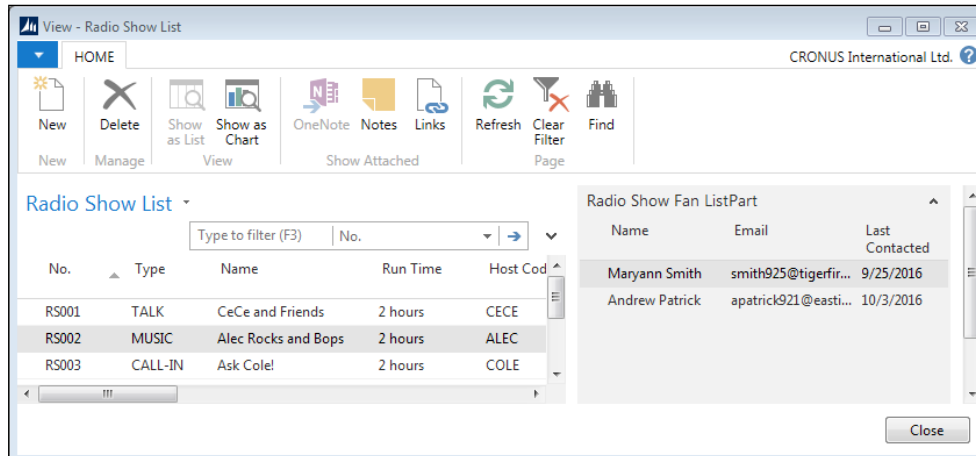 View - Radio Show List
HOME
CRONUS International Ltd.
New Delete Show as List Show as Chart OneNote Notes Links Refresh Clear Filter Find
New Manage View Show Attached Page
Radio Show List
Type to filter (F3) No.
No. Type Name Run Time Host Cod
RS001 TALK CeCe and Friends 2 hours CECE
RS002 MUSIC Alec Rocks and Bops 2 hours ALEC
RS003 CALL-IN Ask Cole! 2 hours COLE
Radio Show Fan ListPart
Name Email Last Contacted
Maryann Smith smith925@tigerfir... 9/25/2016
Andrew Patrick apatrick921@easti... 10/3/2016
Close